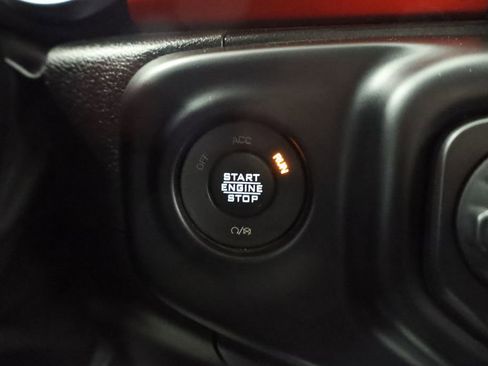 ACC
OFF
RUN
START
ENGINE
STOP